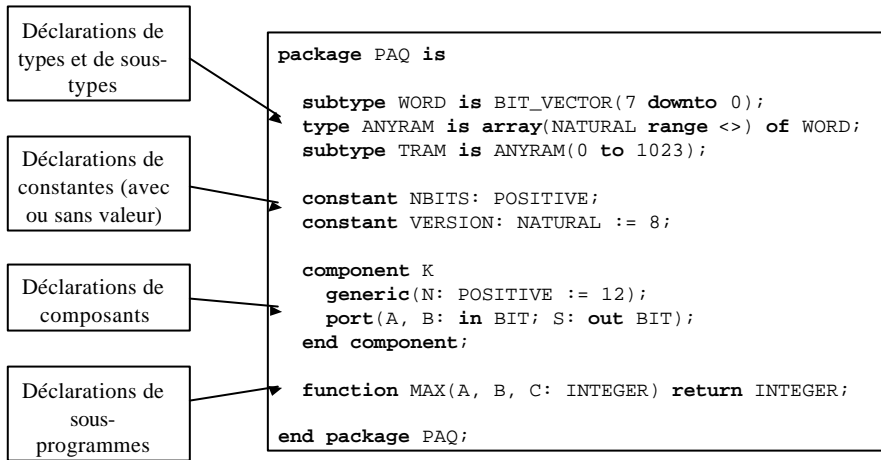 Déclarations de
types et de sous-
types
Déclarations de
constantes (avec
ou sans valeur)
Déclarations de
composants
Déclarations de
sous-
programmes
package PAQ is
subtype WORD is BIT_VECTOR(7 downto 0);
type ANYRAM is array(NATURAL range <>) of WORD;
subtype TRAM is ANYRAM(0 to 1023);
constant NBITS: POSITIVE;
constant VERSION: NATURAL := 8;
component K
generic(N: POSITIVE := 12);
port(A, B: in BIT; S: out BIT);
end component;
function MAX(A, B, C: INTEGER) return INTEGER;
end package PAQ;